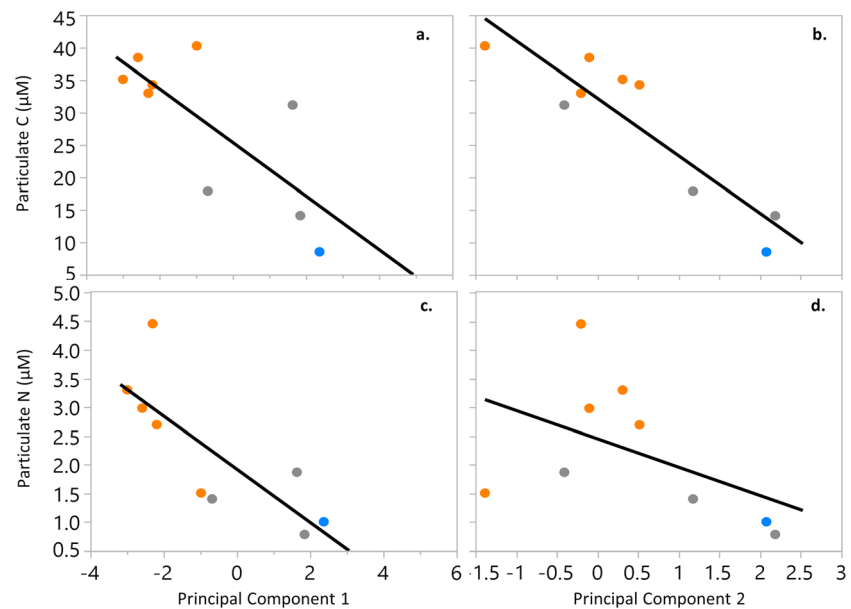 45
40
35
30
25
20
15
10
5
Particulate C (µM)
a.
b.
5.0
4.5
4.0
3.5
3.0
2.5
2.0
1.5
1.0
0.5
Particulate N (µM)
c.
d.
-4 -2 0 2 4 6
-1.5 -1 -0.5 0 0.5 1 1.5 2 2.5 3
Principal Component 1
Principal Component 2